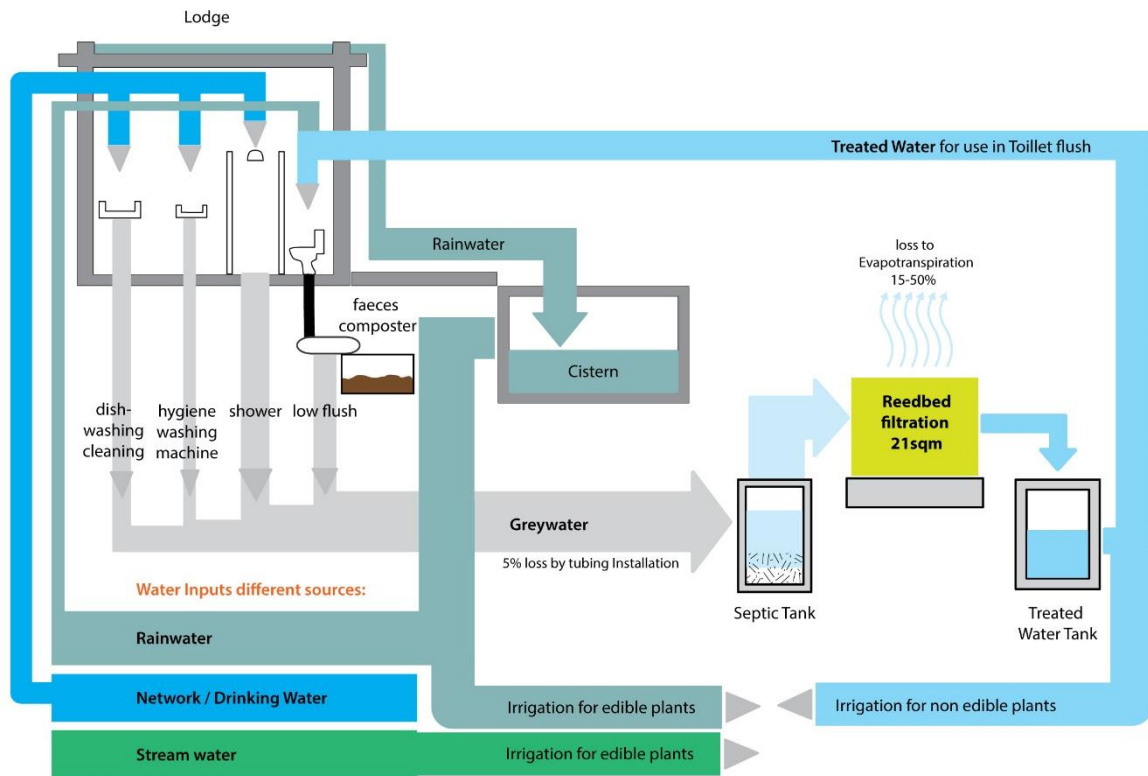 Lodge
Treated Water for use in Toillet flush
Rainwater
loss to
Evapotranspiration
15-50%
faeces
composter
Cistern
Reedbed
filtration
21sqm
dish-
washing
cleaning
hygiene
washing
machine
shower
low flush
Greywater
5% loss by tubing Installation
Septic Tank
Treated
Water Tank
Water Inputs different sources:
Rainwater
Network / Drinking Water
Irrigation for edible plants
Irrigation for non edible plants
Stream water
Irrigation for edible plants